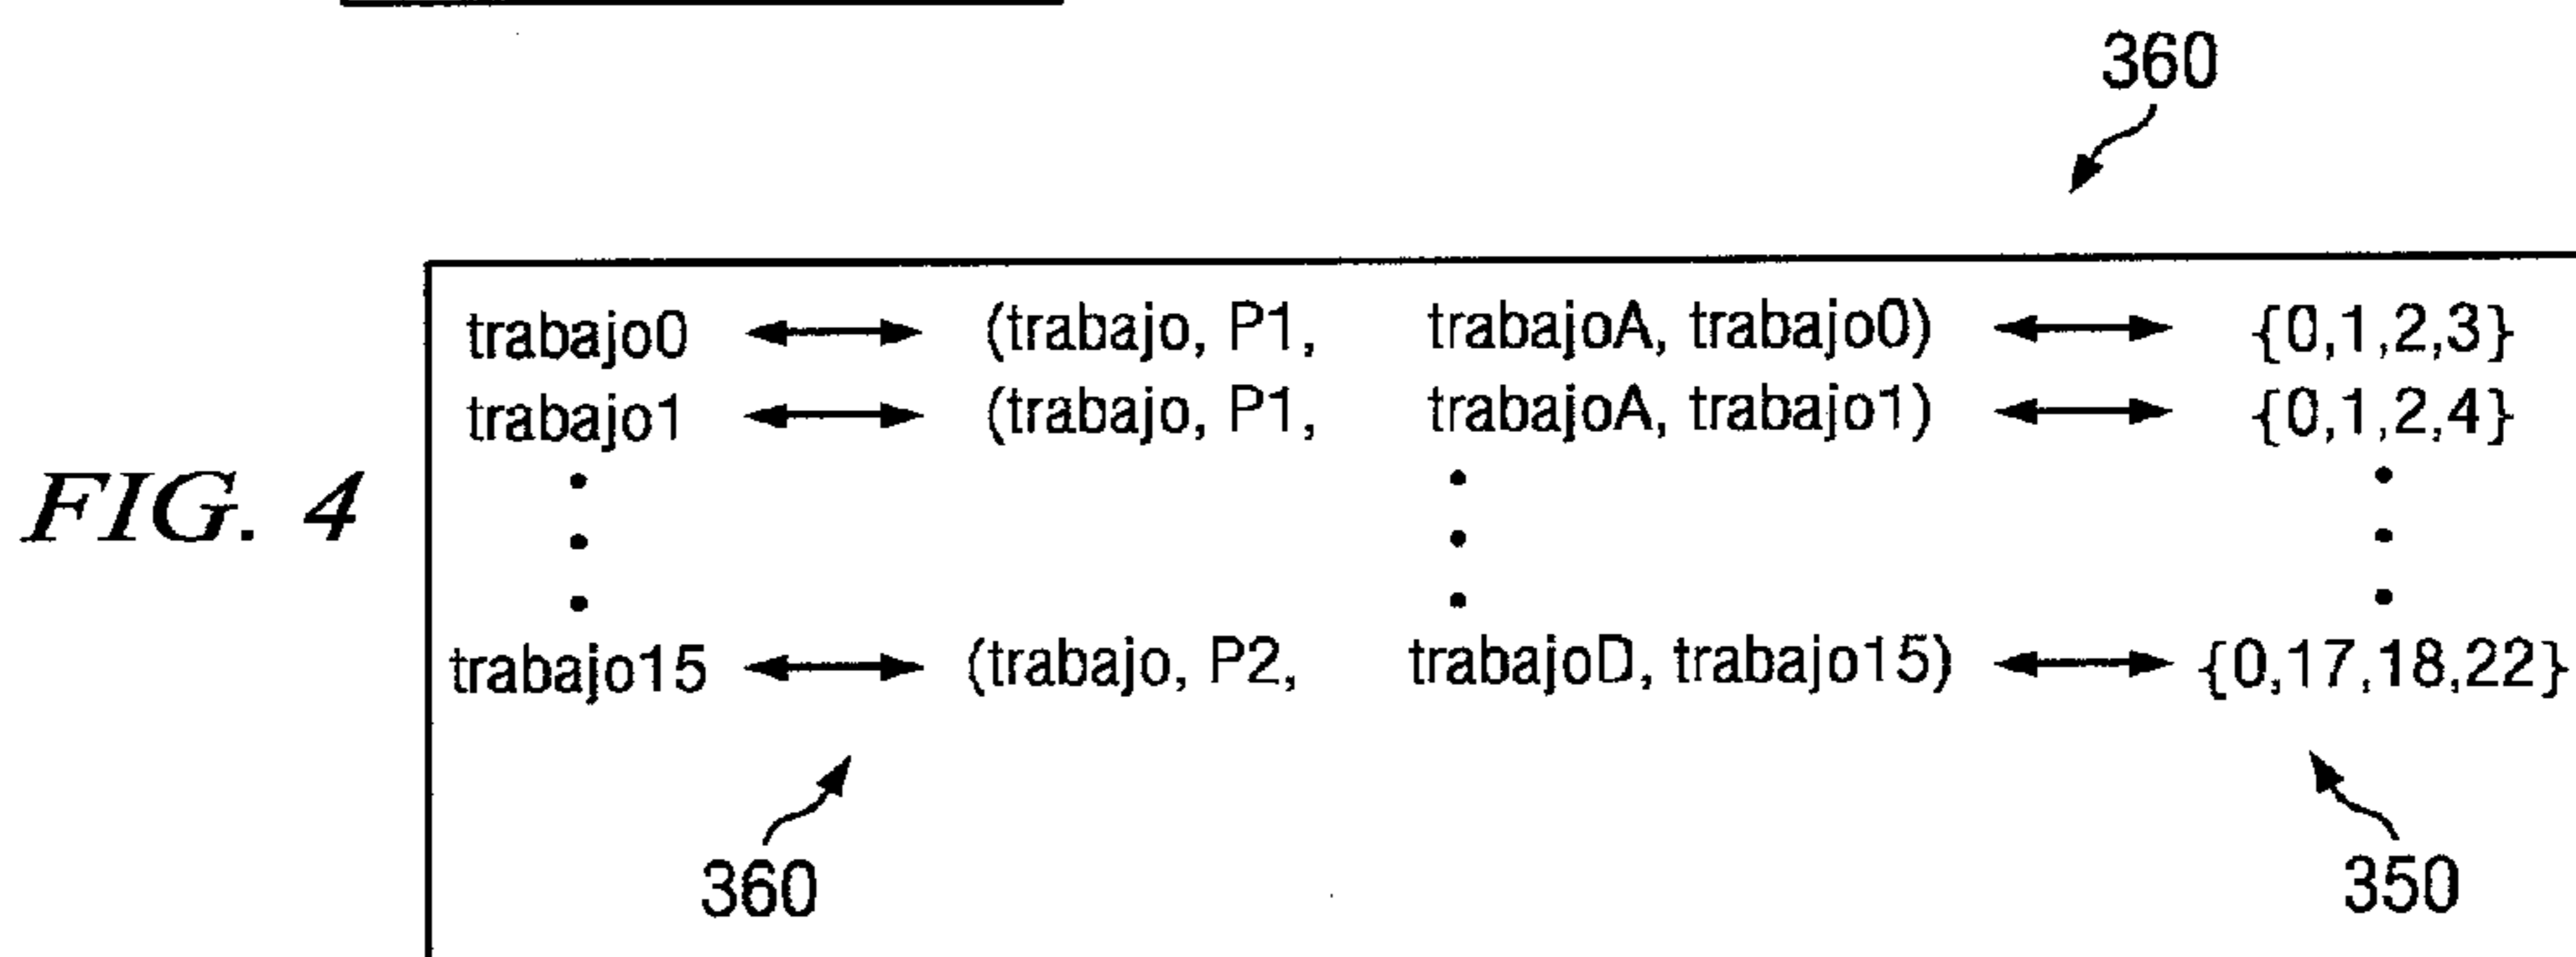 360
trabajo0 (trabajo, P1, trabajoA, trabajo0) {0,1,2,3}
trabajo1 (trabajo, P1, trabajoA, trabajo1) {0,1,2,4}
FIG. 4
trabajo15 (trabajo, P2, trabajoD, trabajo15) {0,17,18,22}
360 350